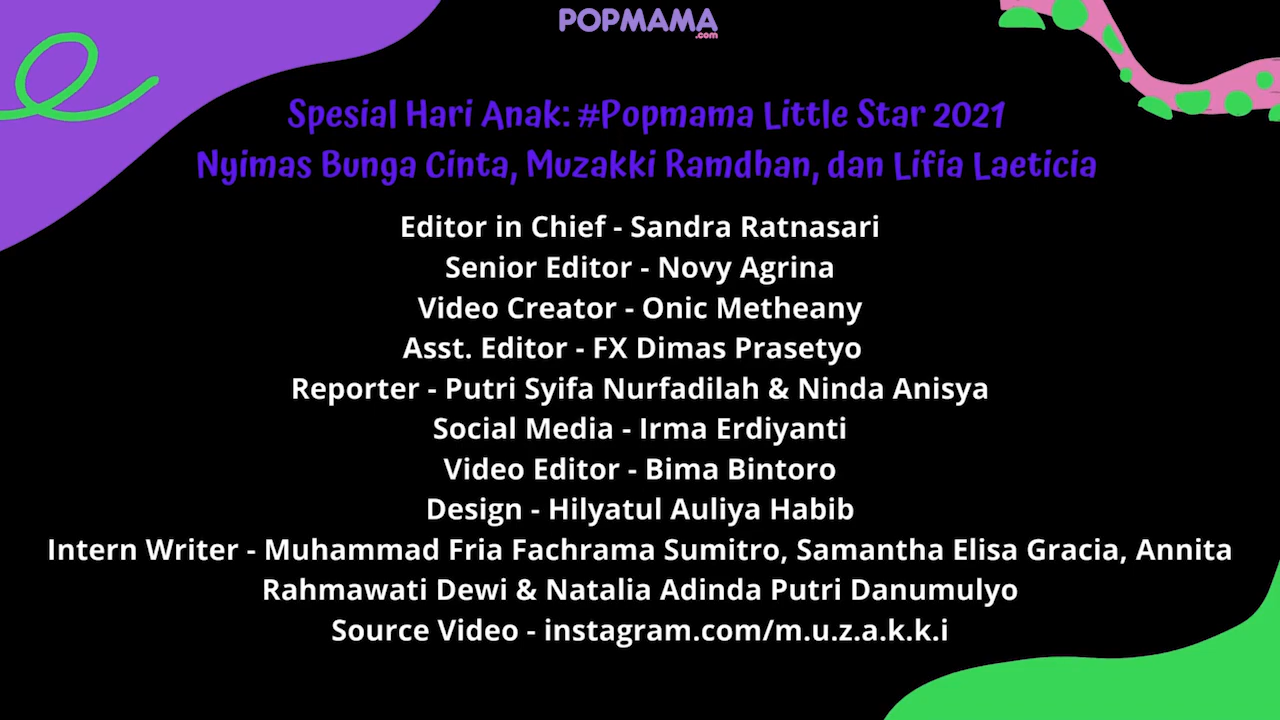 POPMAMA
.com
Spesial Hari Anak: #Popmama Little Star 2021
Nyimas Bunga Cinta, Muzakki Ramdhan, dan Lifia Laeticia
Editor in Chief - Sandra Ratnasari
Senior Editor - Novy Agrina
Video Creator - Onic Metheany
Asst. Editor - FX Dimas Prasetyo
Reporter - Putri Syifa Nurfadilah & Ninda Anisya
Social Media - Irma Erdiyanti
Video Editor - Bima Bintoro
Design - Hilyatul Auliya Habib
Intern Writer - Muhammad Fria Fachrama Sumitro, Samantha Elisa Gracia, Annita
Rahmawati Dewi & Natalia Adinda Putri Danumulyo
Source Video - instagram.com/m.u.z.a.k.k.i